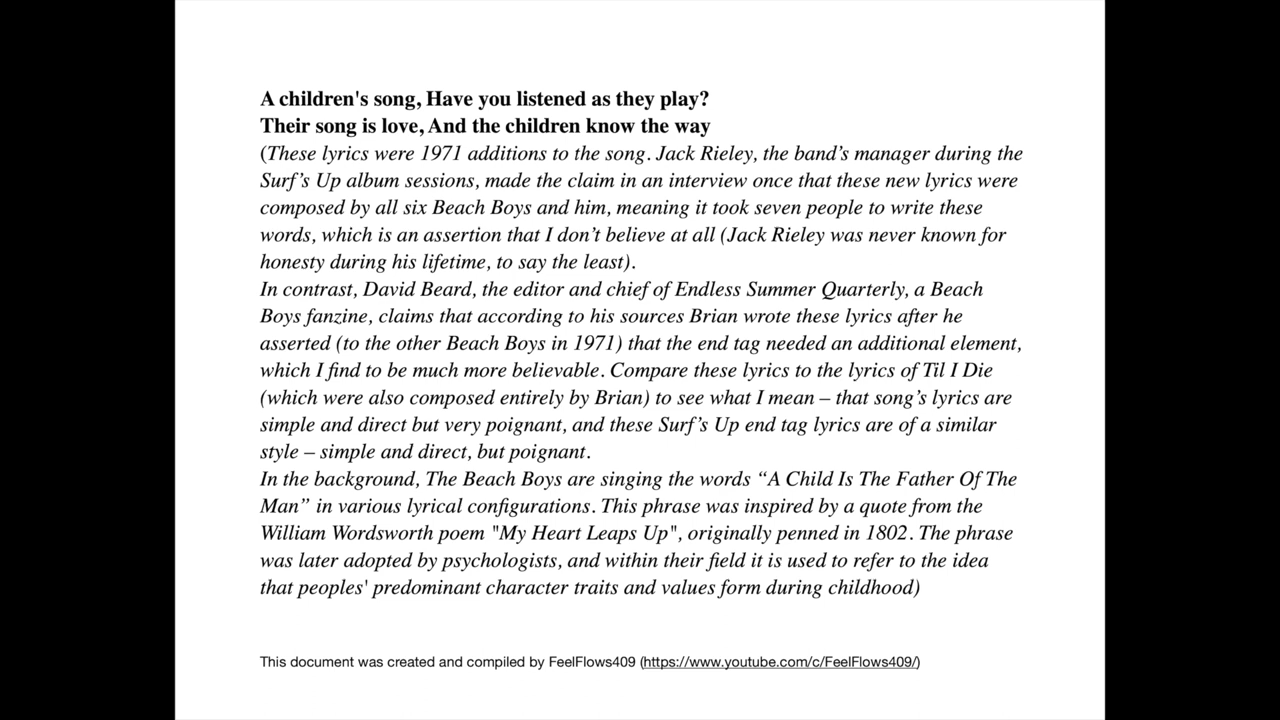 A children's song, Have you listened as they play?
Their song is love, And the children know the way
(These lyrics were 1971 additions to the song. Jack Rieley, the band’s manager during the
Surf’s Up album sessions, made the claim in an interview once that these new lyrics were
composed by all six Beach Boys and him, meaning it took seven people to write these
words, which is an assertion that I don’t believe at all (Jack Rieley was never known for
honesty during his lifetime, to say the least).
In contrast, David Beard, the editor and chief of Endless Summer Quarterly, a Beach
Boys fanzine, claims that according to his sources Brian wrote these lyrics after he
asserted (to the other Beach Boys in 1971) that the end tag needed an additional element,
which I find to be much more believable. Compare these lyrics to the lyrics of Til I Die
(which were also composed entirely by Brian) to see what I mean – that song’s lyrics are
simple and direct but very poignant, and these Surf’s Up end tag lyrics are of a similar
style – simple and direct, but poignant.
In the background, The Beach Boys are singing the words “A Child Is The Father Of The
Man” in various lyrical configurations. This phrase was inspired by a quote from the
William Wordsworth poem "My Heart Leaps Up", originally penned in 1802. The phrase
was later adopted by psychologists, and within their field it is used to refer to the idea
that peoples' predominant character traits and values form during childhood)
This document was created and compiled by FeelFlows409 (https://www.youtube.com/c/FeelFlows409/)